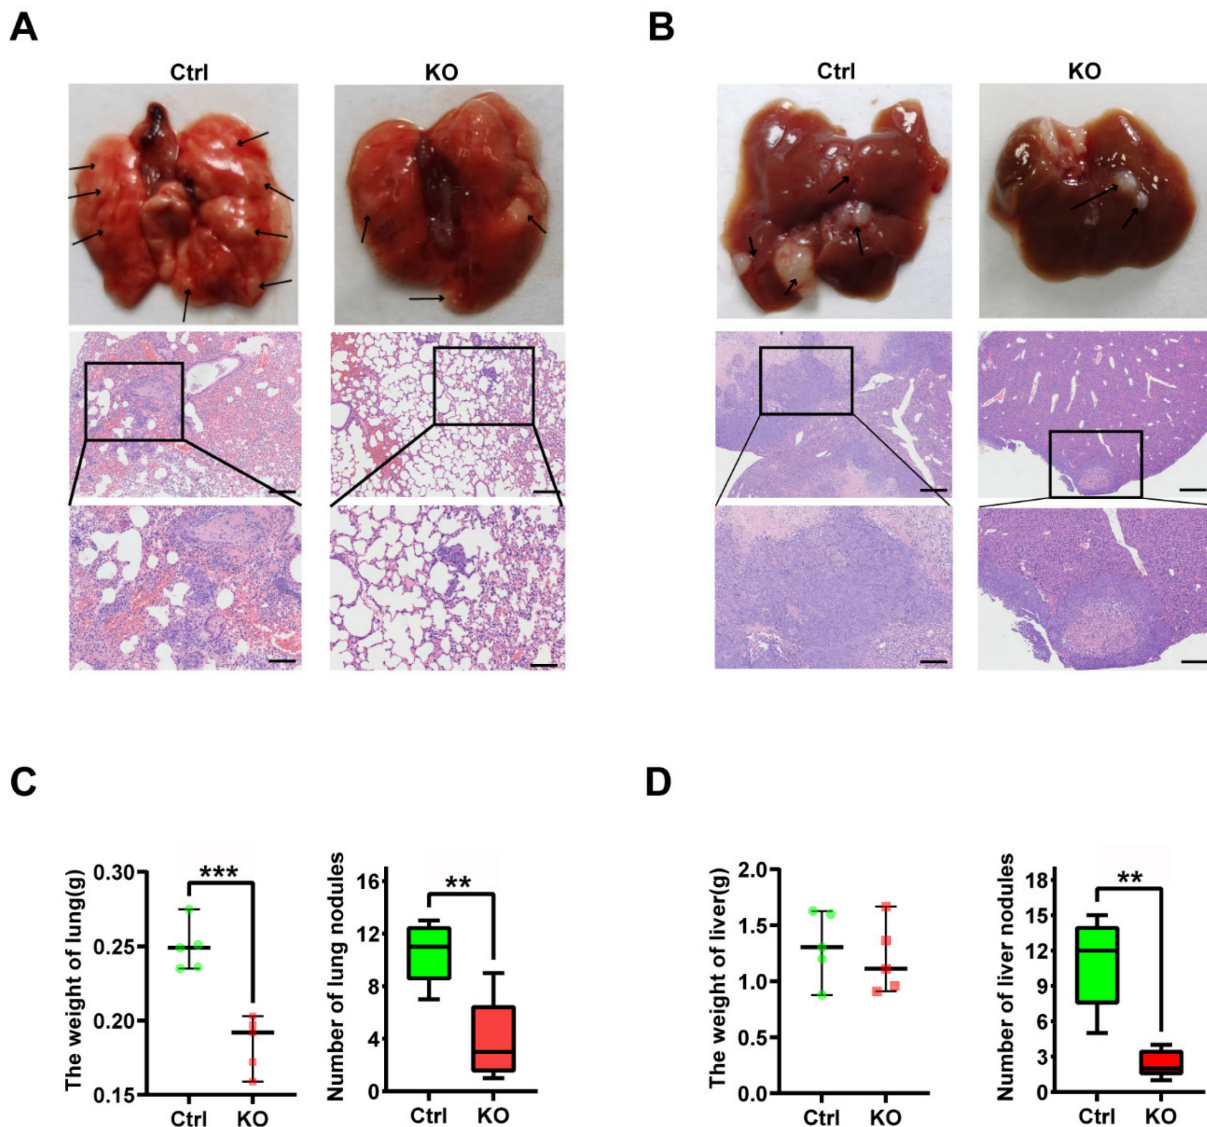 A
B
Ctrl
KO
Ctrl
KO
C
D
The weight of lung(g)
0.30
0.25
0.20
0.15
***
Ctrl
KO
Number of lung nodules
16
12
8
4
0
**
Ctrl
KO
The weight of liver(g)
2.0
1.5
1.0
0.5
0.0
Ctrl
KO
Number of liver nodules
18
15
12
9
6
3
0
**
Ctrl
KO